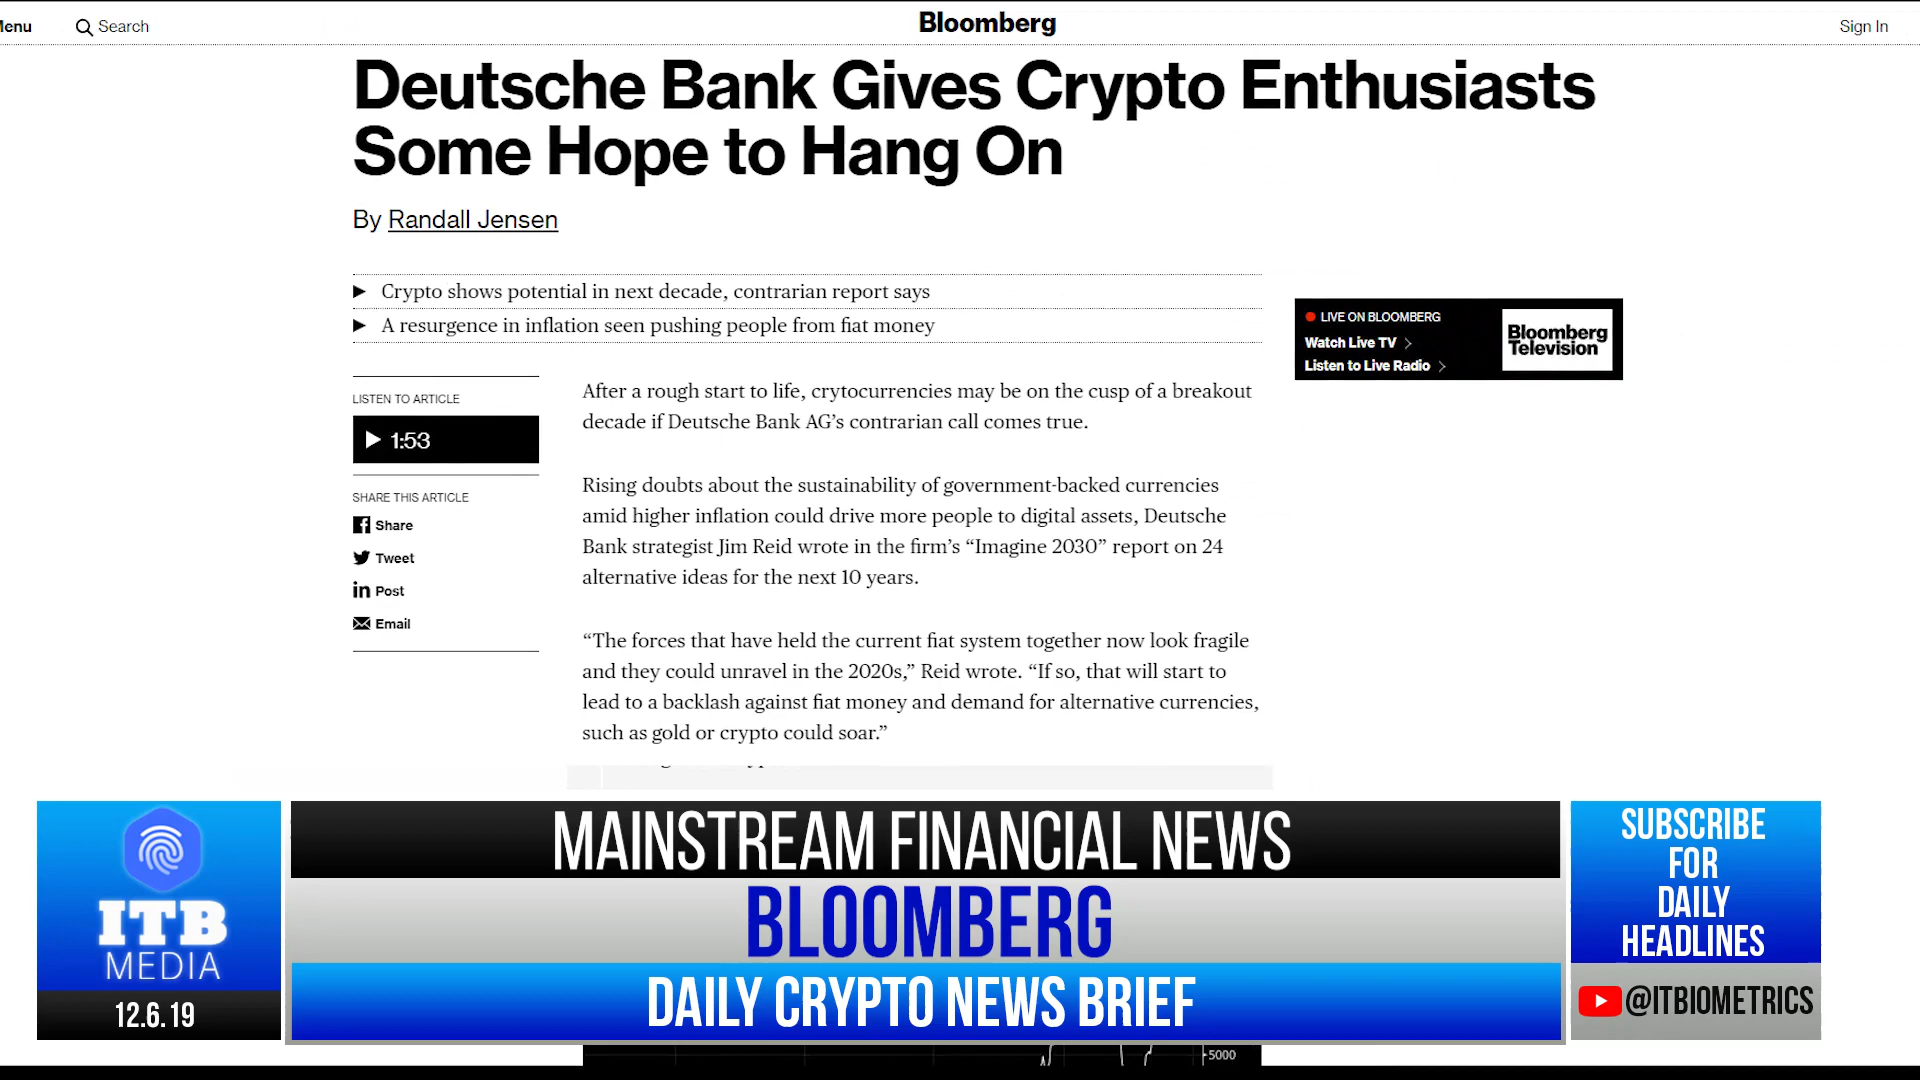 Menu
Search
Bloomberg
Sign In
Deutsche Bank Gives Crypto Enthusiasts
Some Hope to Hang On
By Randall Jensen
Crypto shows potential in next decade, contrarian report says
A resurgence in inflation seen pushing people from fiat money
LIVE ON BLOOMBERG
Watch Live TV
Listen to Live Radio
Bloomberg
Television
LISTEN TO ARTICLE
1:53
SHARE THIS ARTICLE
Share
Tweet
Post
Email
After a rough start to life, crytocurrencies may be on the cusp of a breakout
decade if Deutsche Bank AG’s contrarian call comes true.
Rising doubts about the sustainability of government-backed currencies
amid higher inflation could drive more people to digital assets, Deutsche
Bank strategist Jim Reid wrote in the firm’s “Imagine 2030” report on 24
alternative ideas for the next 10 years.
“The forces that have held the current fiat system together now look fragile
and they could unravel in the 2020s,” Reid wrote. “If so, that will start to
lead to a backlash against fiat money and demand for alternative currencies,
such as gold or crypto could soar.”
ITB
MEDIA
12.6.19
MAINSTREAM FINANCIAL NEWS
BLOOMBERG
DAILY CRYPTO NEWS BRIEF
SUBSCRIBE
FOR
DAILY
HEADLINES
@ITBIOMETRICS
5000